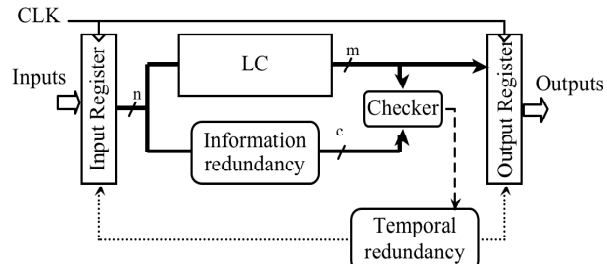 CLK
Inputs
Input Register
n
LC
m
Checker
Information
redundancy
c
Output Register
Outputs
Temporal
redundancy